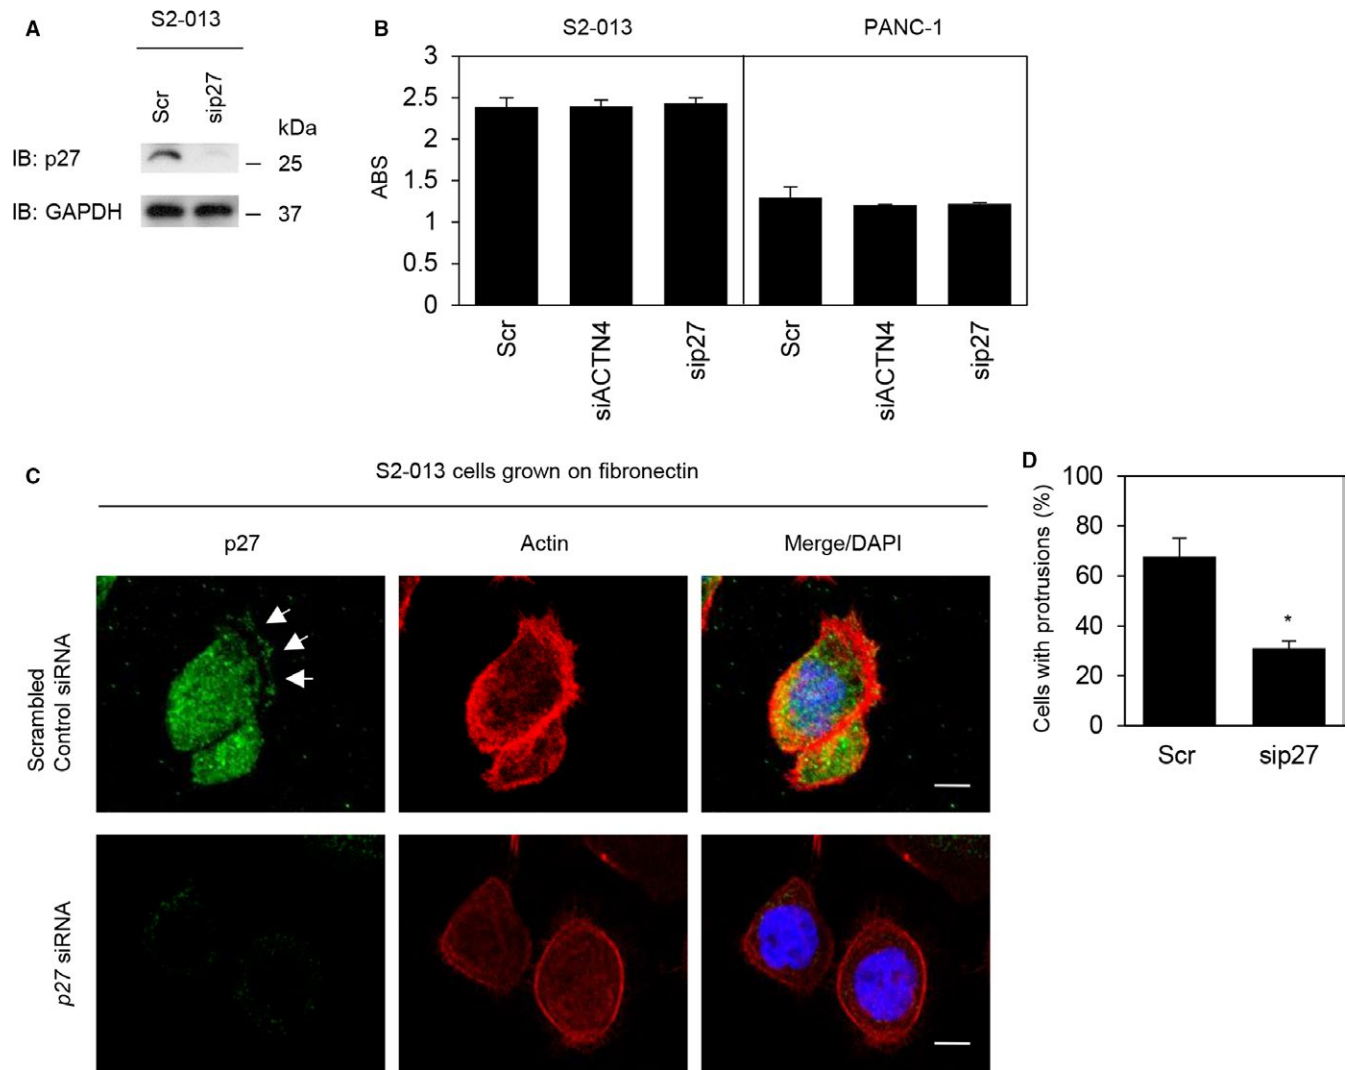 A
S2-013
Scr
sip27
kDa
IB: p27
25
IB: GAPDH
37
B
S2-013
PANC-1
3
2.5
2
1.5
1
0.5
0
ABS
Scr
siACTN4
sip27
Scr
siACTN4
sip27
C
S2-013 cells grown on fibronectin
p27
Actin
Merge/DAPI
Scrambled
Control siRNA
p27 siRNA
D
100
80
60
40
20
0
Cells with protrusions (%)
*
Scr
sip27